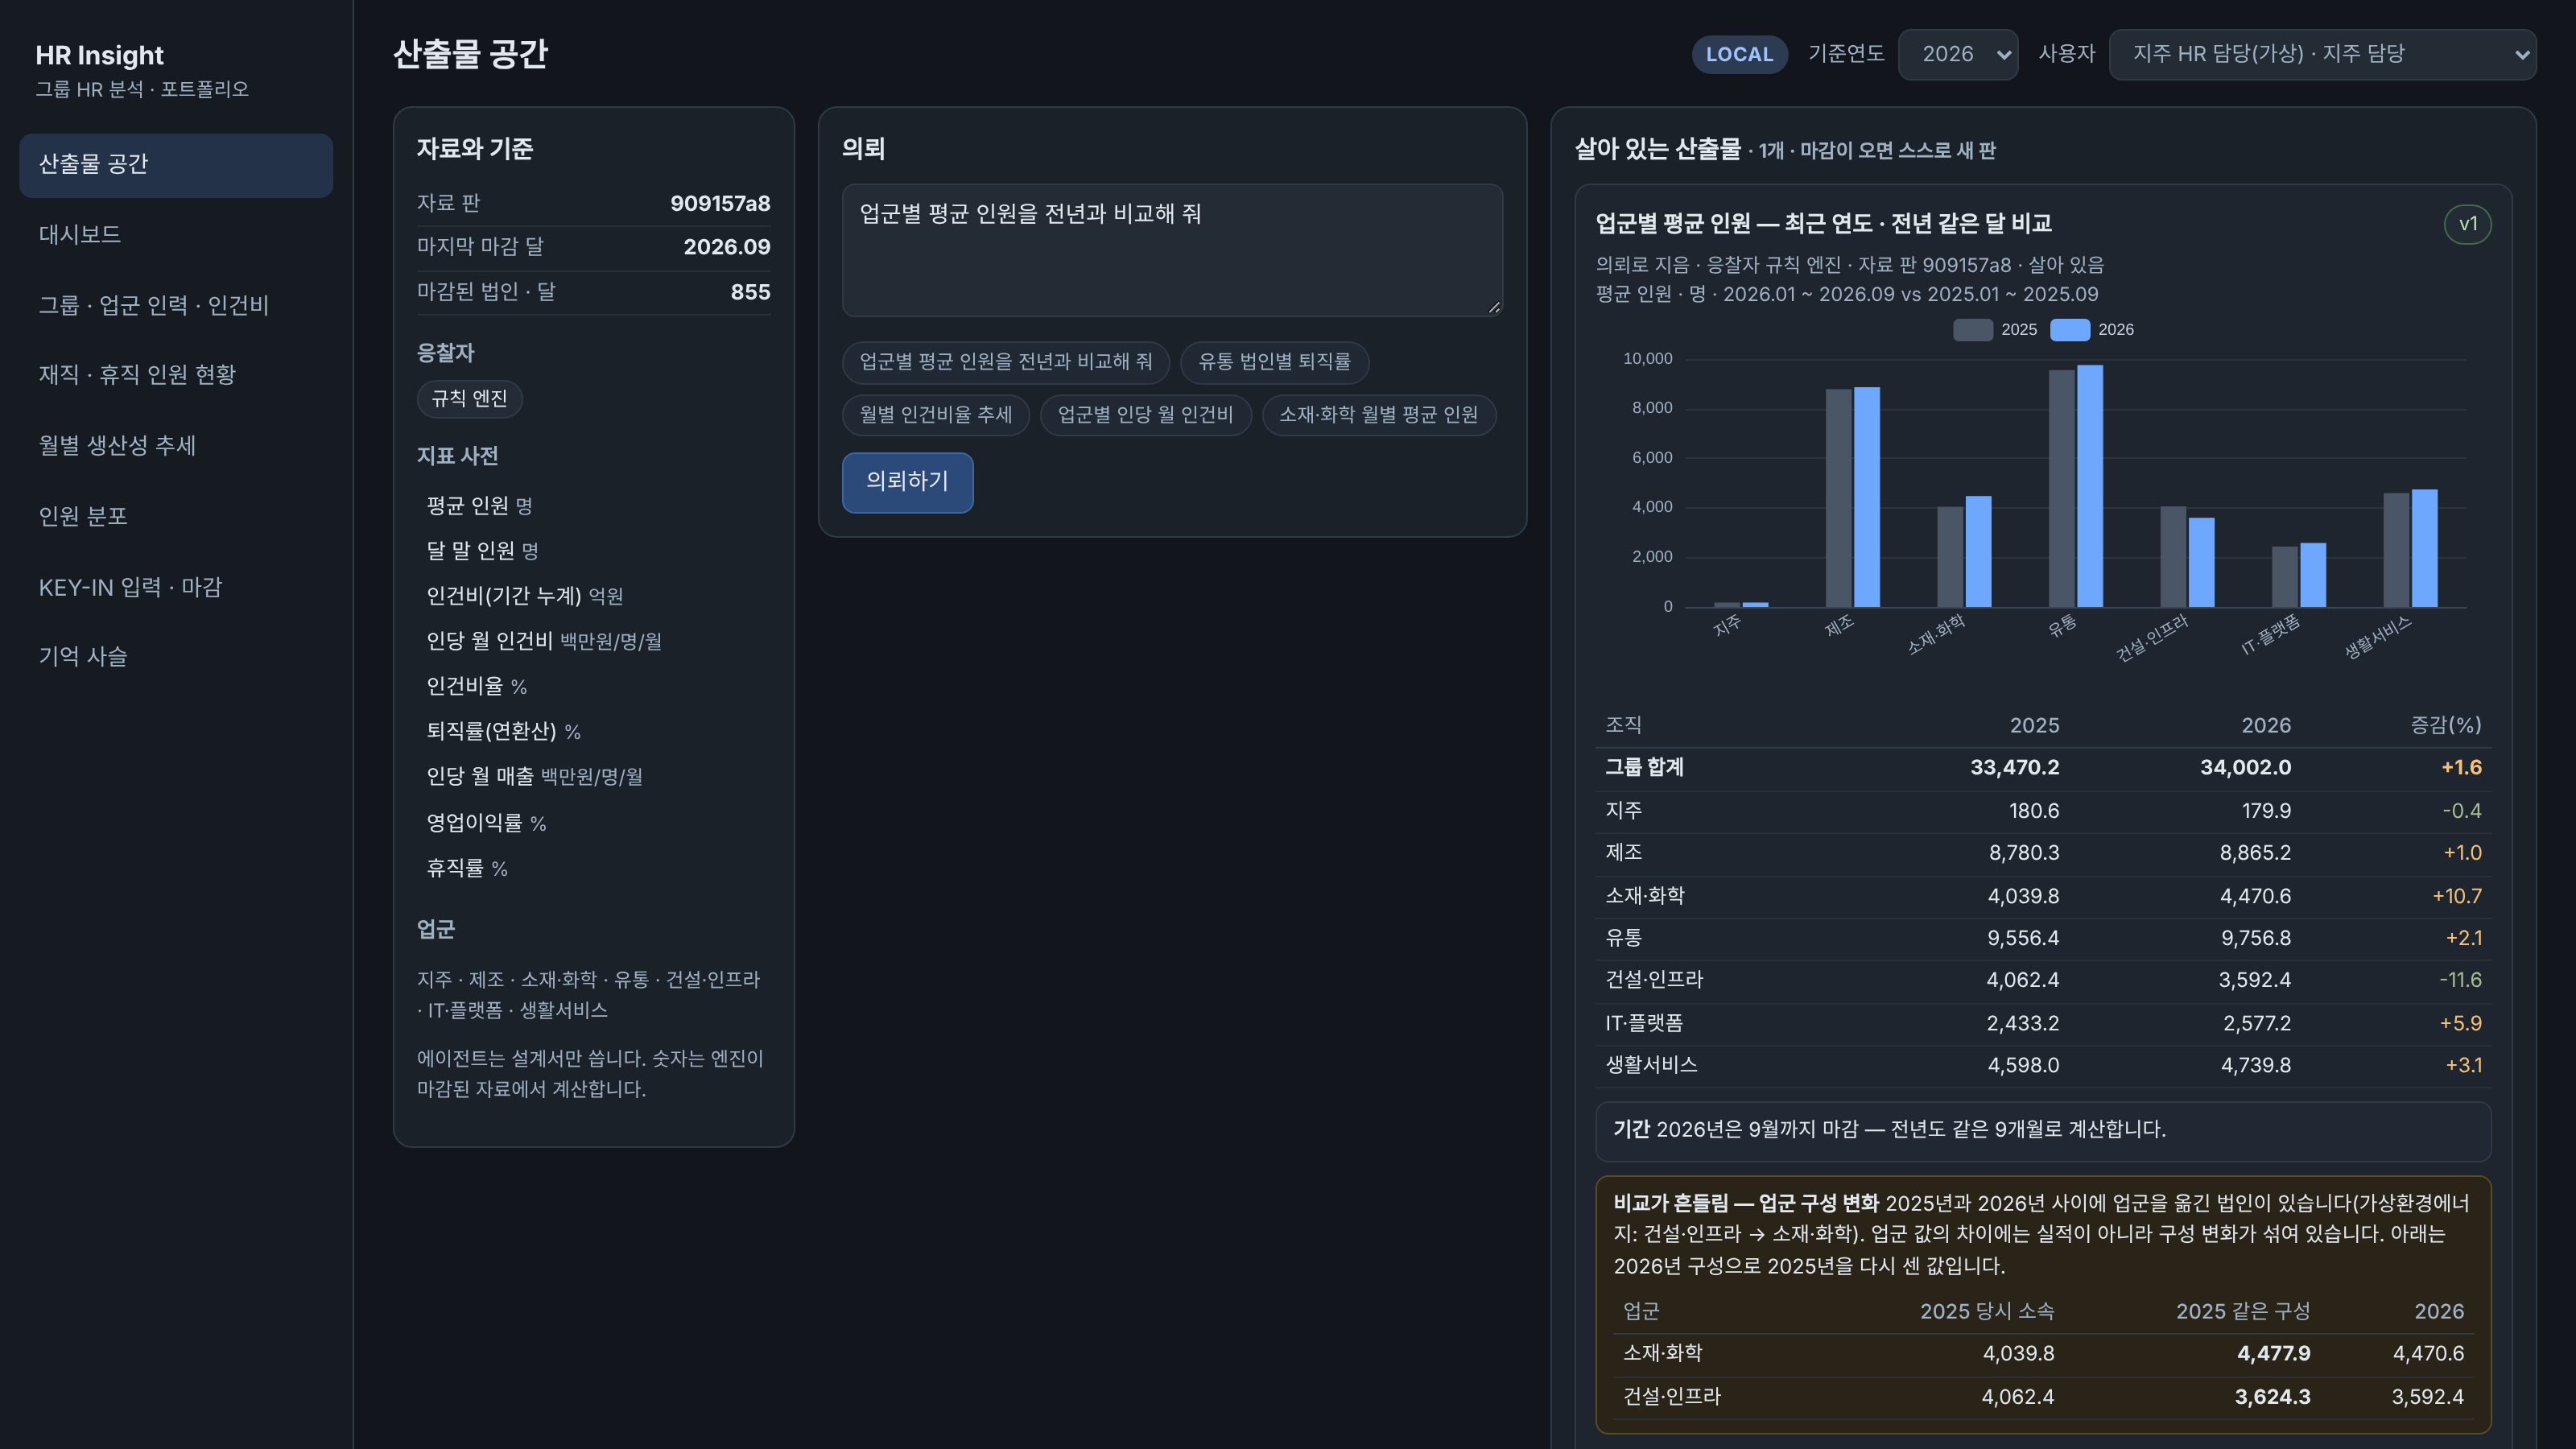 HR Insight
그룹 HR 분석 · 포트폴리오
산출물 공간
대시보드
그룹 · 업군 인력 · 인건비
재직 · 휴직 인원 현황
월별 생산성 추세
인원 분포
KEY-IN 입력 · 마감
기억 사슬
산출물 공간
LOCAL 기준연도 2026 사용자 지주 HR 담당(가상) · 지주 담당
자료와 기준
자료 판 909157a8
마지막 마감 달 2026.09
마감된 법인 · 달 855
응찰자
규칙 엔진
지표 사전
평균 인원 명
달 말 인원 명
인건비(기간 누계) 억원
인당 월 인건비 백만원/명/월
인건비율 %
퇴직률(연환산) %
인당 월 매출 백만원/명/월
영업이익률 %
휴직률 %
업군
지주 · 제조 · 소재·화학 · 유통 · 건설·인프라
· IT·플랫폼 · 생활서비스
에이전트는 설계서만 씁니다. 숫자는 엔진이
마감된 자료에서 계산합니다.
의뢰
업군별 평균 인원을 전년과 비교해 줘
업군별 평균 인원을 전년과 비교해 줘 유통 법인별 퇴직률
월별 인건비율 추세 업군별 인당 월 인건비 소재·화학 월별 평균 인원
의뢰하기
살아 있는 산출물 · 1개 · 마감이 오면 스스로 새 판
업군별 평균 인원 — 최근 연도 · 전년 같은 달 비교 v1
의뢰로 지음 · 응찰자 규칙 엔진 · 자료 판 909157a8 · 살아 있음
평균 인원 · 명 · 2026.01 ~ 2026.09 vs 2025.01 ~ 2025.09
2025 2026
10,000
8,000
6,000
4,000
2,000
0
지주 제조 소재·화학 유통 건설·인프라 IT·플랫폼 생활서비스
조직 2025 2026 증감(%)
그룹 합계 33,470.2 34,002.0 +1.6
지주 180.6 179.9 -0.4
제조 8,780.3 8,865.2 +1.0
소재·화학 4,039.8 4,470.6 +10.7
유통 9,556.4 9,756.8 +2.1
건설·인프라 4,062.4 3,592.4 -11.6
IT·플랫폼 2,433.2 2,577.2 +5.9
생활서비스 4,598.0 4,739.8 +3.1
기간 2026년은 9월까지 마감 — 전년도 같은 9개월로 계산합니다.
비교가 흔들림 — 업군 구성 변화 2025년과 2026년 사이에 업군을 옮긴 법인이 있습니다(가상환경에너
지: 건설·인프라 → 소재·화학). 업군 값의 차이에는 실적이 아니라 구성 변화가 섞여 있습니다. 아래는
2026년 구성으로 2025년을 다시 센 값입니다.
업군 2025 당시 소속 2025 같은 구성 2026
소재·화학 4,039.8 4,477.9 4,470.6
건설·인프라 4,062.4 3,624.3 3,592.4